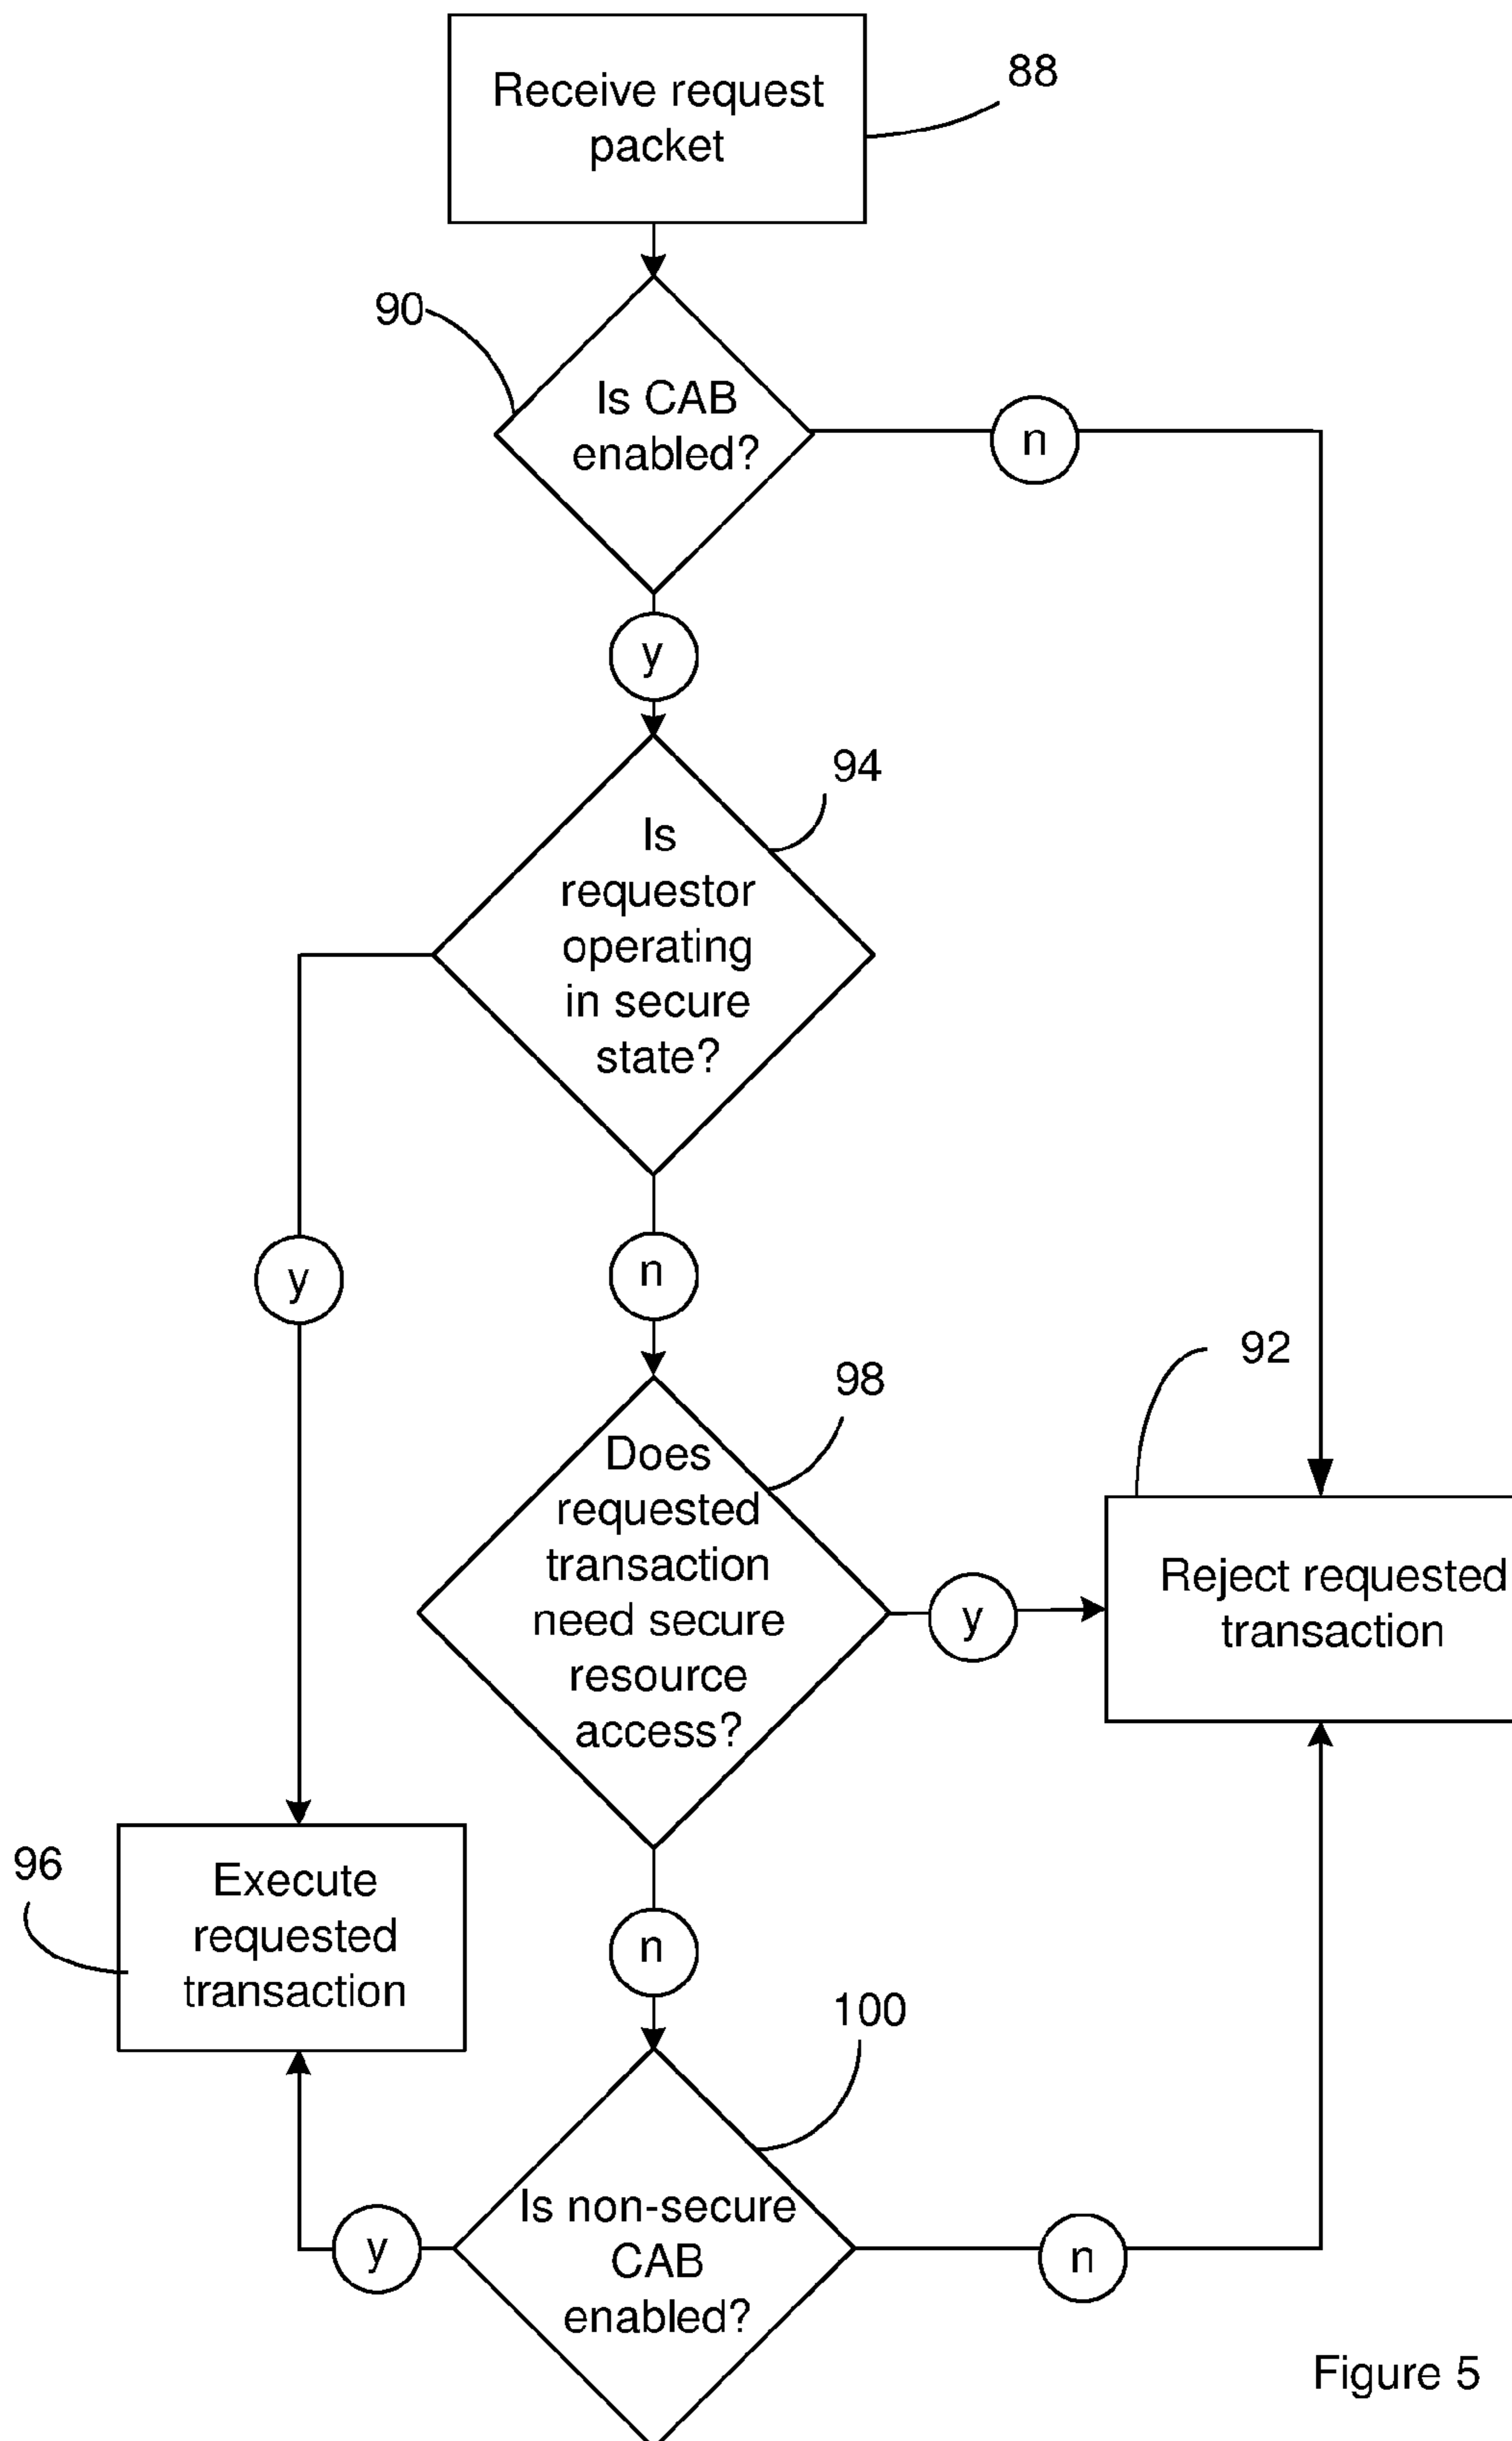 Receive request
packet
88
90
Is CAB
enabled?
n
y
94
Is
requestor
operating
in secure
state?
y
n
92
98
Does
requested
transaction
need secure
resource
access?
y
Reject requested
transaction
96
Execute
requested
transaction
n
100
Is non-secure
CAB
enabled?
y
n
Figure 5